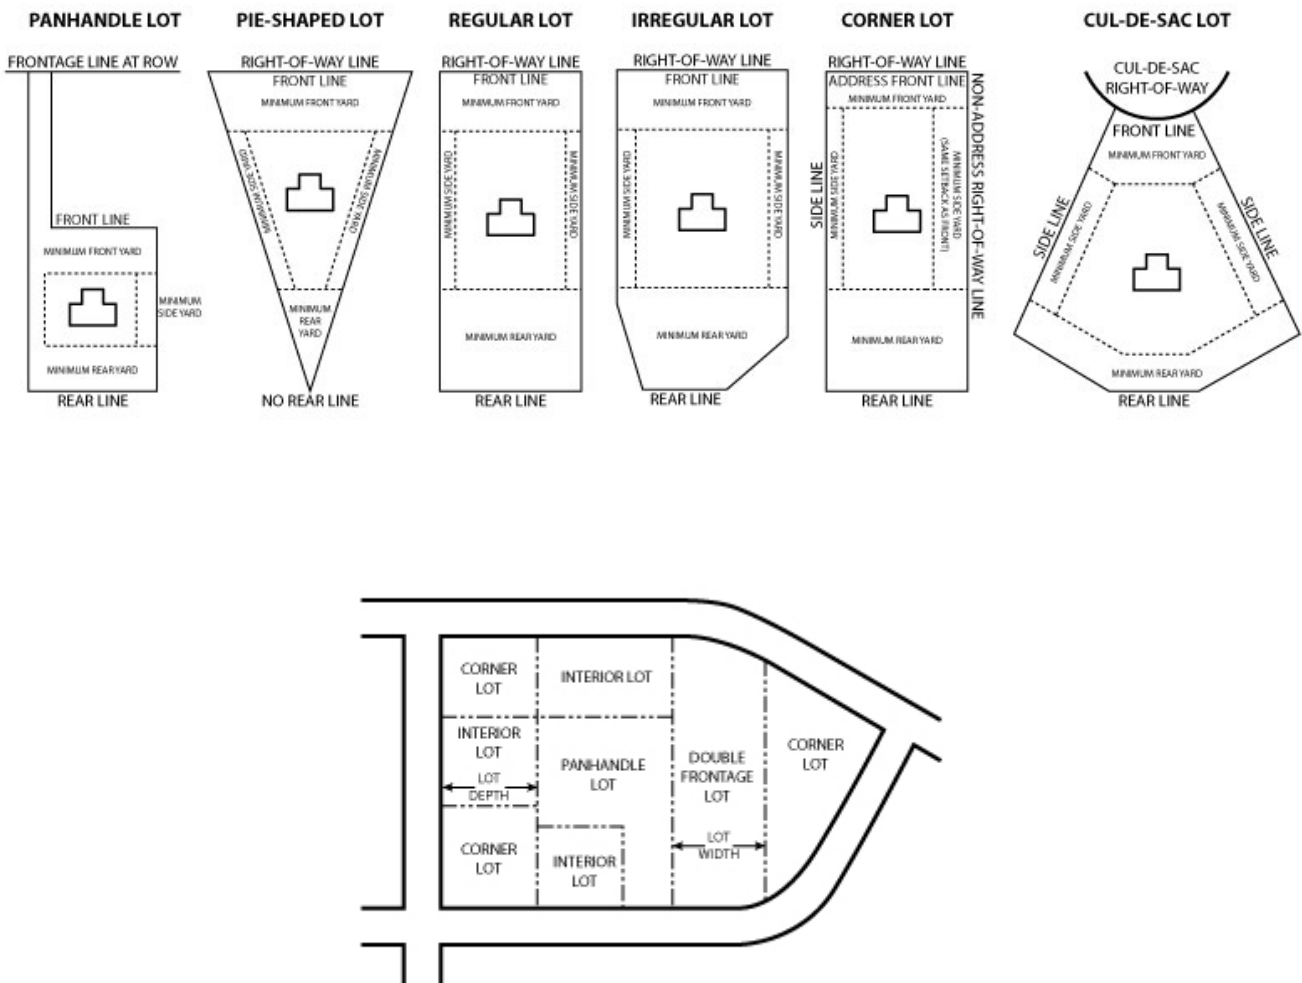 PANHANDLE LOT
FRONTAGE LINE AT ROW
FRONT LINE
MINIMUM FRONT YARD
MINIMUM
SIDE YARD
MINIMUM REAR YARD
REAR LINE
PIE-SHAPED LOT
RIGHT-OF-WAY LINE
FRONT LINE
MINIMUM FRONT YARD
MINIMUM SIDE YARD
MINIMUM SIDE YARD
MINIMUM
REAR
YARD
NO REAR LINE
REGULAR LOT
RIGHT-OF-WAY LINE
FRONT LINE
MINIMUM FRONT YARD
MINIMUM SIDE YARD
MINIMUM SIDE YARD
MINIMUM REAR YARD
REAR LINE
IRREGULAR LOT
RIGHT-OF-WAY LINE
FRONT LINE
MINIMUM FRONT YARD
MINIMUM SIDE YARD
MINIMUM SIDE YARD
MINIMUM REAR YARD
REAR LINE
CORNER LOT
RIGHT-OF-WAY LINE
ADDRESS FRONT LINE
MINIMUM FRONT YARD
SIDE LINE
MINIMUM SIDE YARD
MINIMUM SIDE YARD
(SAME SETBACK AS FRONT)
NON-ADDRESS RIGHT-OF-WAY LINE
MINIMUM REAR YARD
REAR LINE
CUL-DE-SAC LOT
CUL-DE-SAC
RIGHT-OF-WAY
FRONT LINE
MINIMUM FRONT YARD
SIDE LINE
MINIMUM SIDE YARD
MINIMUM SIDE YARD
SIDE LINE
MINIMUM REAR YARD
REAR LINE
CORNER
LOT
INTERIOR LOT
INTERIOR
LOT
LOT
DEPTH
PANHANDLE
LOT
DOUBLE
FRONTAGE
LOT
CORNER
LOT
LOT
WIDTH
CORNER
LOT
INTERIOR
LOT